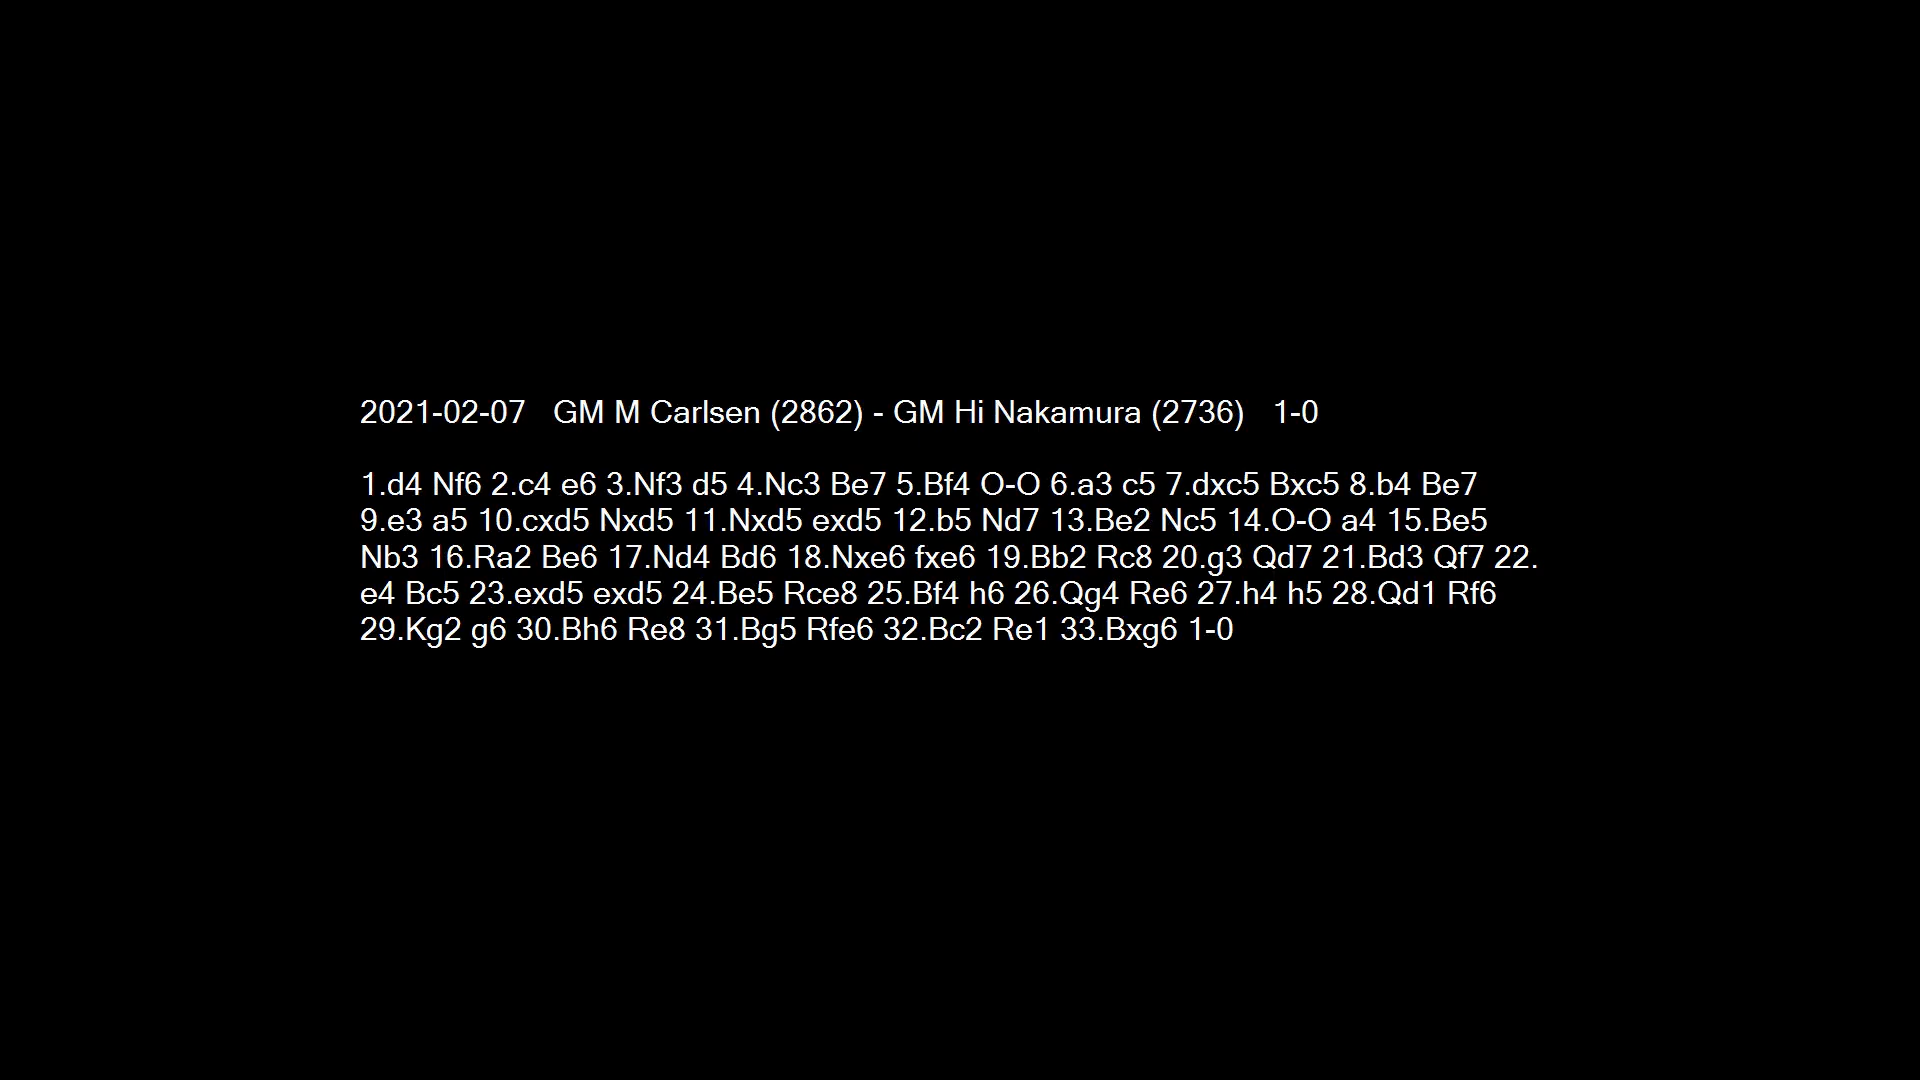 2021-02-07   GM M Carlsen (2862) - GM Hi Nakamura (2736)   1-0
1.d4 Nf6 2.c4 e6 3.Nf3 d5 4.Nc3 Be7 5.Bf4 O-O 6.a3 c5 7.dxc5 Bxc5 8.b4 Be7
9.e3 a5 10.cxd5 Nxd5 11.Nxd5 exd5 12.b5 Nd7 13.Be2 Nc5 14.O-O a4 15.Be5
Nb3 16.Ra2 Be6 17.Nd4 Bd6 18.Nxe6 fxe6 19.Bb2 Rc8 20.g3 Qd7 21.Bd3 Qf7 22.
e4 Bc5 23.exd5 exd5 24.Be5 Rce8 25.Bf4 h6 26.Qg4 Re6 27.h4 h5 28.Qd1 Rf6
29.Kg2 g6 30.Bh6 Re8 31.Bg5 Rfe6 32.Bc2 Re1 33.Bxg6 1-0